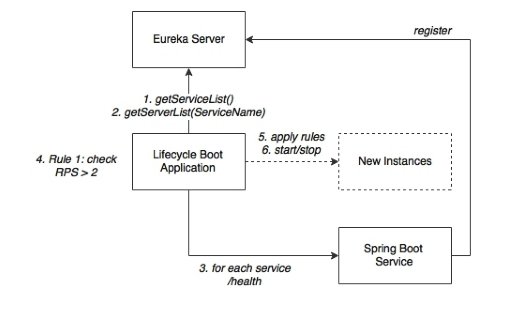 Eureka Server
register
1. getServiceList()
2. getServerList(ServiceName)
4. Rule 1: check
RPS > 2
Lifecycle Boot
Application
5. apply rules
6. start/stop
New Instances
3. for each service
/health
Spring Boot
Service